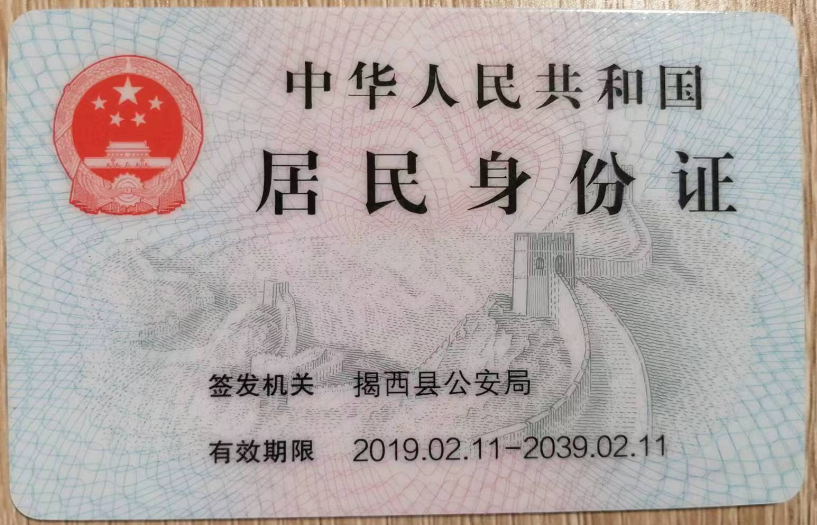 中华人民共和国
居民身份证
签发机关 揭西县公安局
有效期限 2019.02.11-2039.02.11